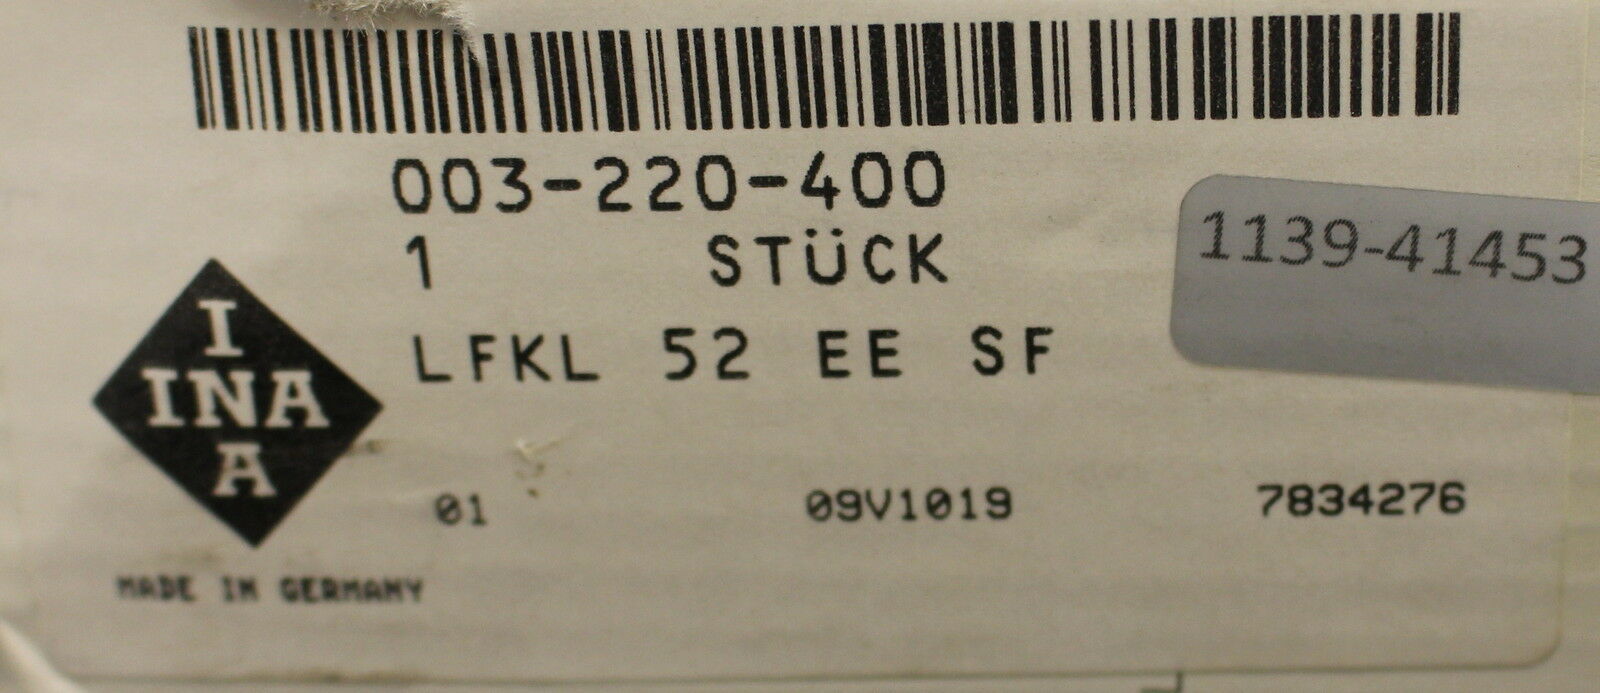 003-220-400
1 STÜCK
1139-41453
LFKL 52 EE SF
I
INA
A
01 09V1019 7834276
MADE IN GERMANY